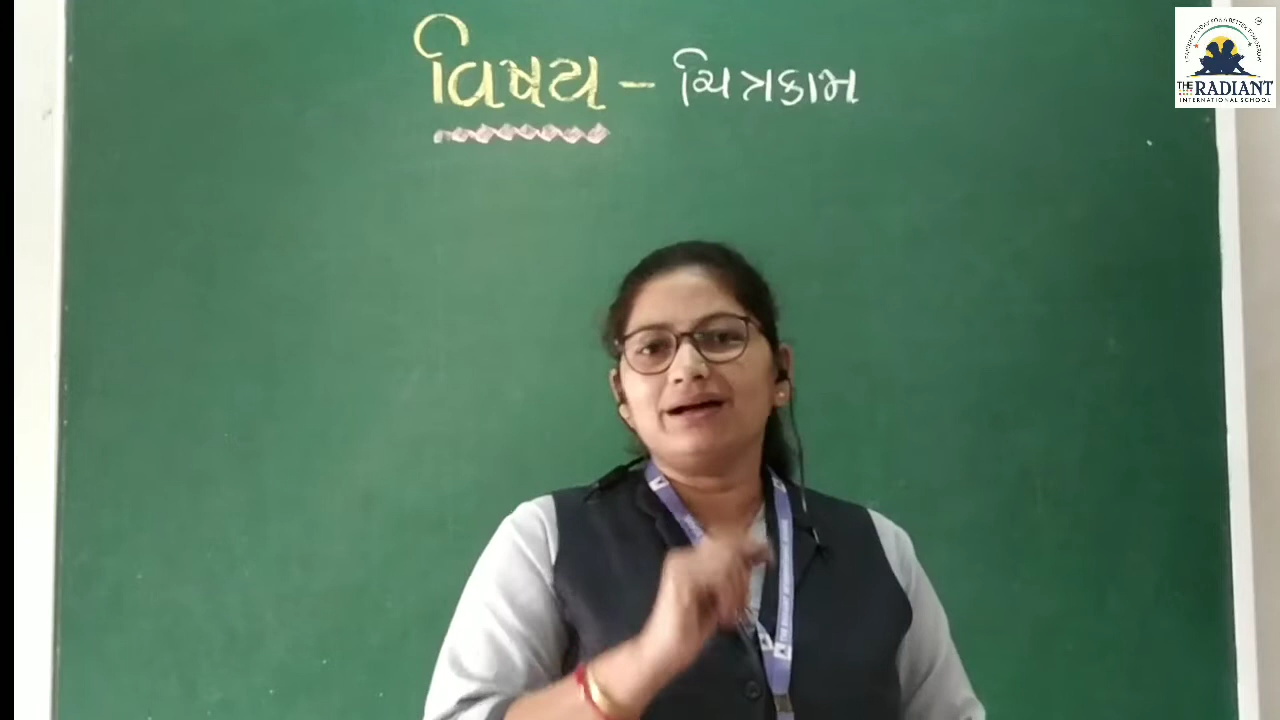 વિષય - ચિત્રકામ
THE RADIANT
INTERNATIONAL SCHOOL